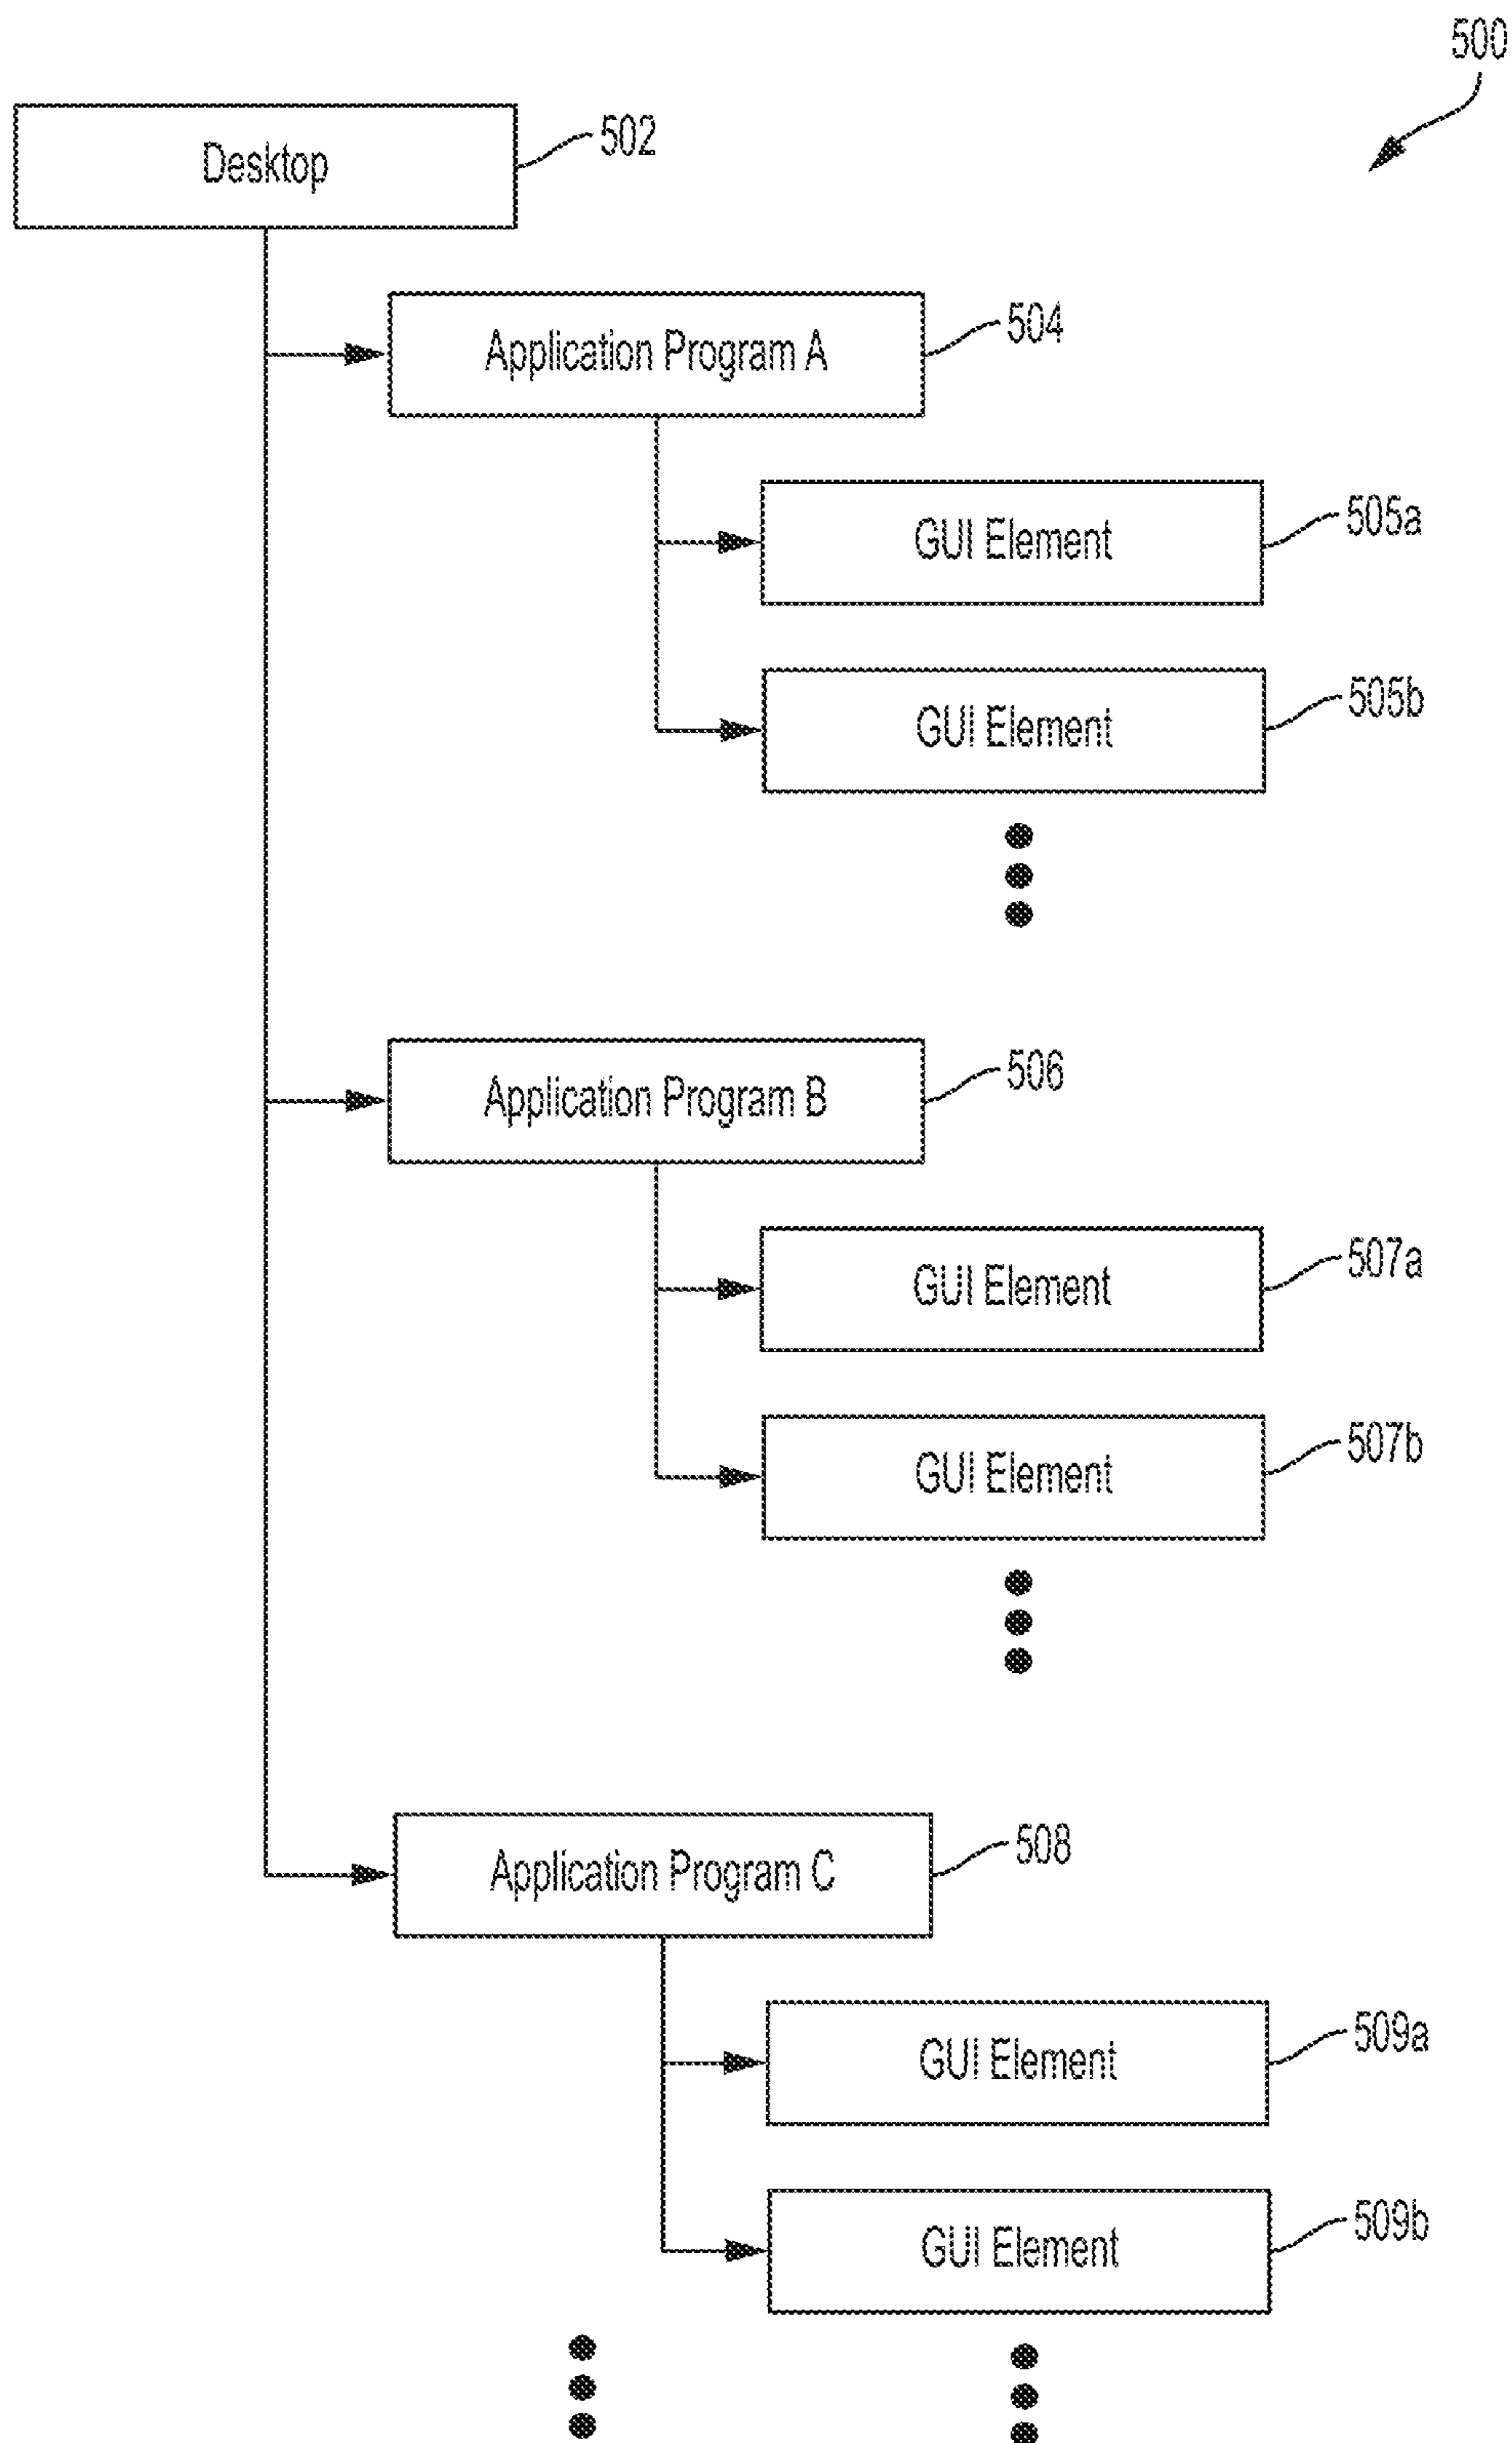 500
Desktop
502
Application Program A
504
GUI Element
505a
GUI Element
505b
Application Program B
506
GUI Element
507a
GUI Element
507b
Application Program C
508
GUI Element
509a
GUI Element
509b